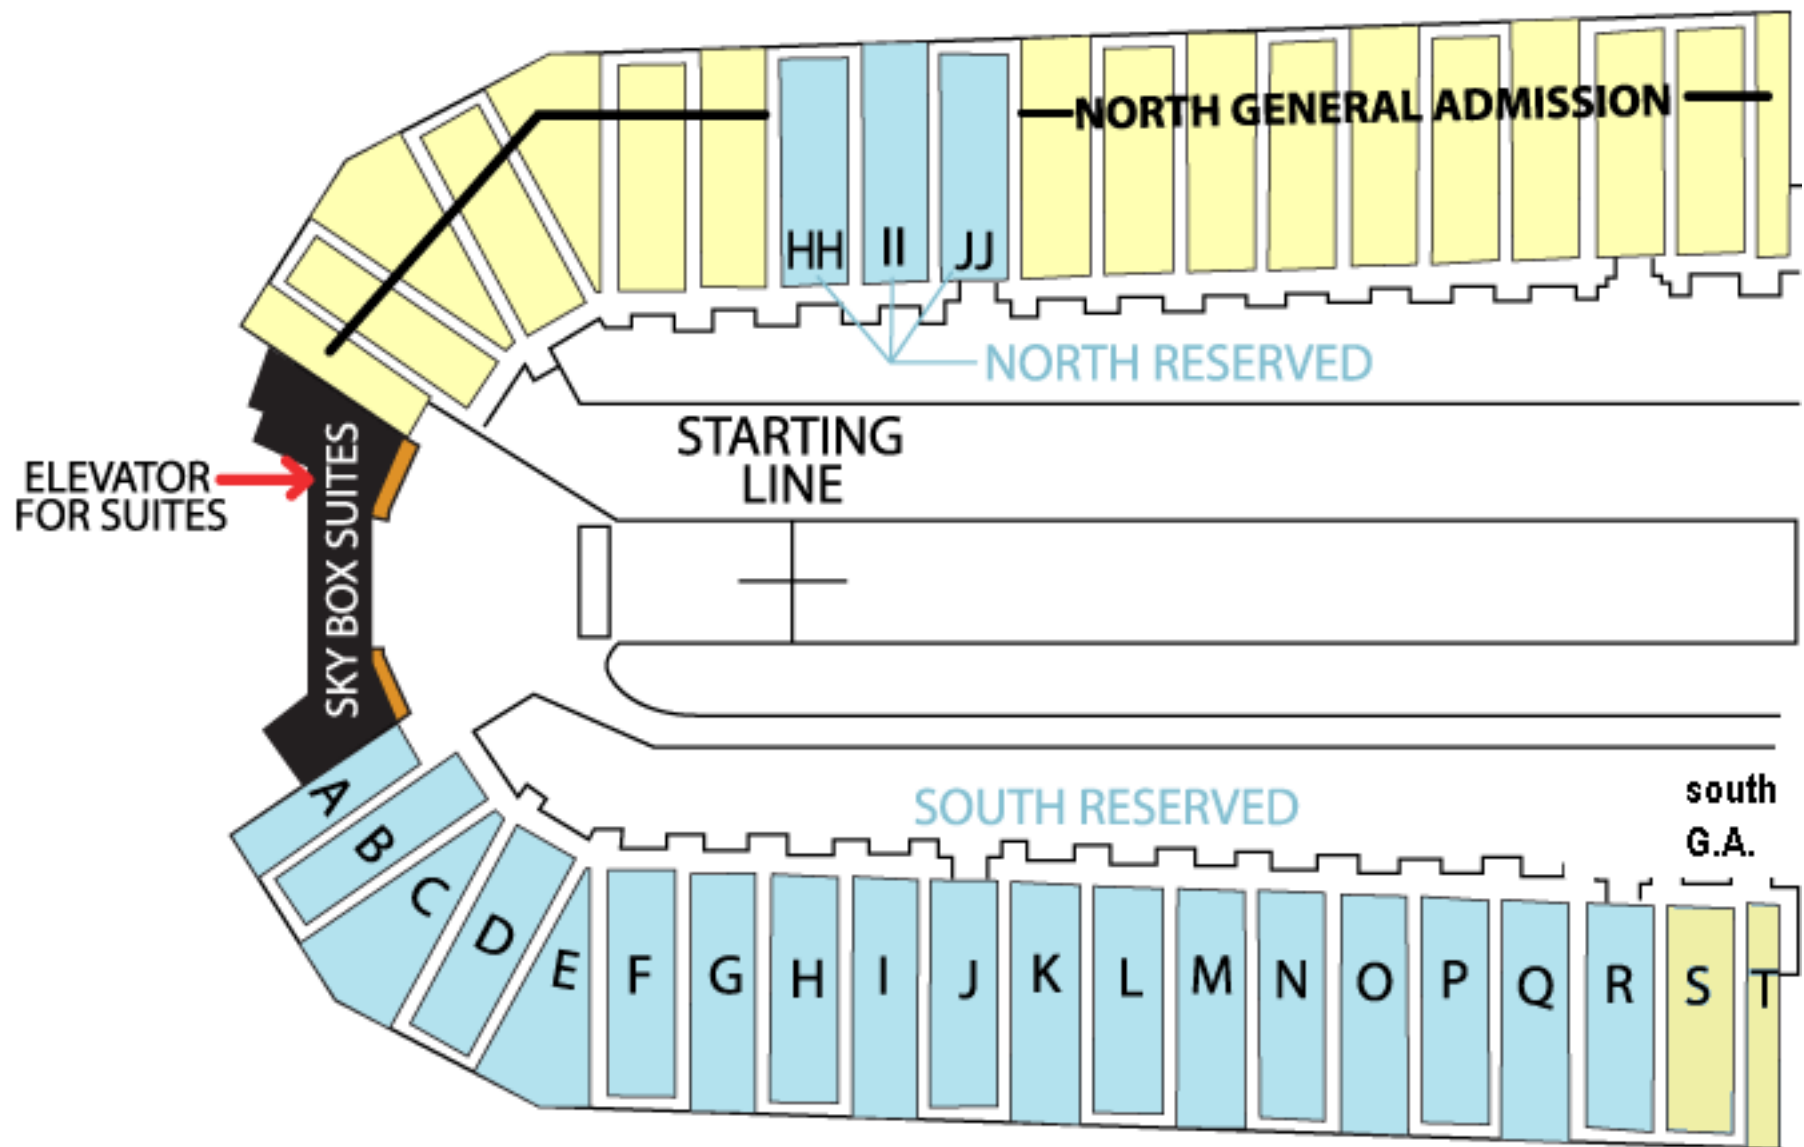 NORTH GENERAL ADMISSION
HH
II
JJ
NORTH RESERVED
STARTING
LINE
ELEVATOR
FOR SUITES
SKY BOX SUITES
south
G.A.
SOUTH RESERVED
A
B
C
D
E
F
G
H
I
J
K
L
M
N
O
P
Q
R
S
T